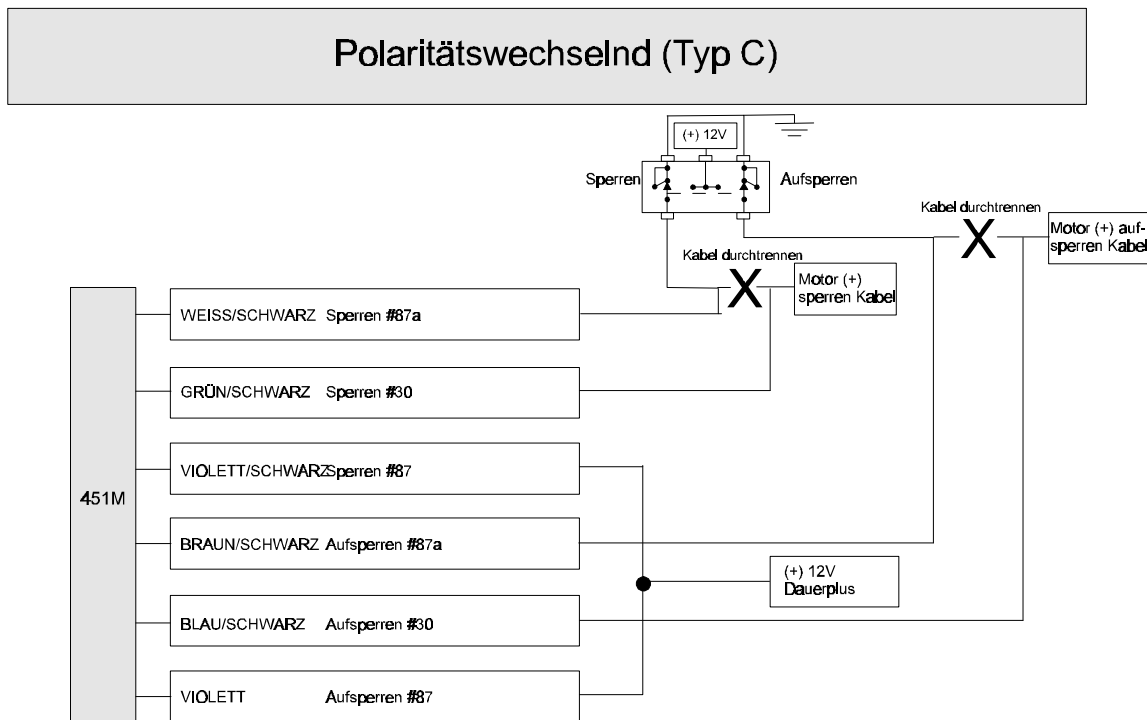 Polaritätswechselnd (Typ C)
(+) 12V
Sperren
Aufsperren
Kabel durchtrennen
Motor (+) auf-
sperren Kabel
Kabel durchtrennen
Motor (+)
sperren Kabel
WEISS/SCHWARZ Sperren #87a
GRÜN/SCHWARZ Sperren #30
VIOLETT/SCHWARZ Sperren #87
451M
BRAUN/SCHWARZ Aufsperren #87a
(+) 12V
Dauerplus
BLAU/SCHWARZ Aufsperren #30
VIOLETT Aufsperren #87